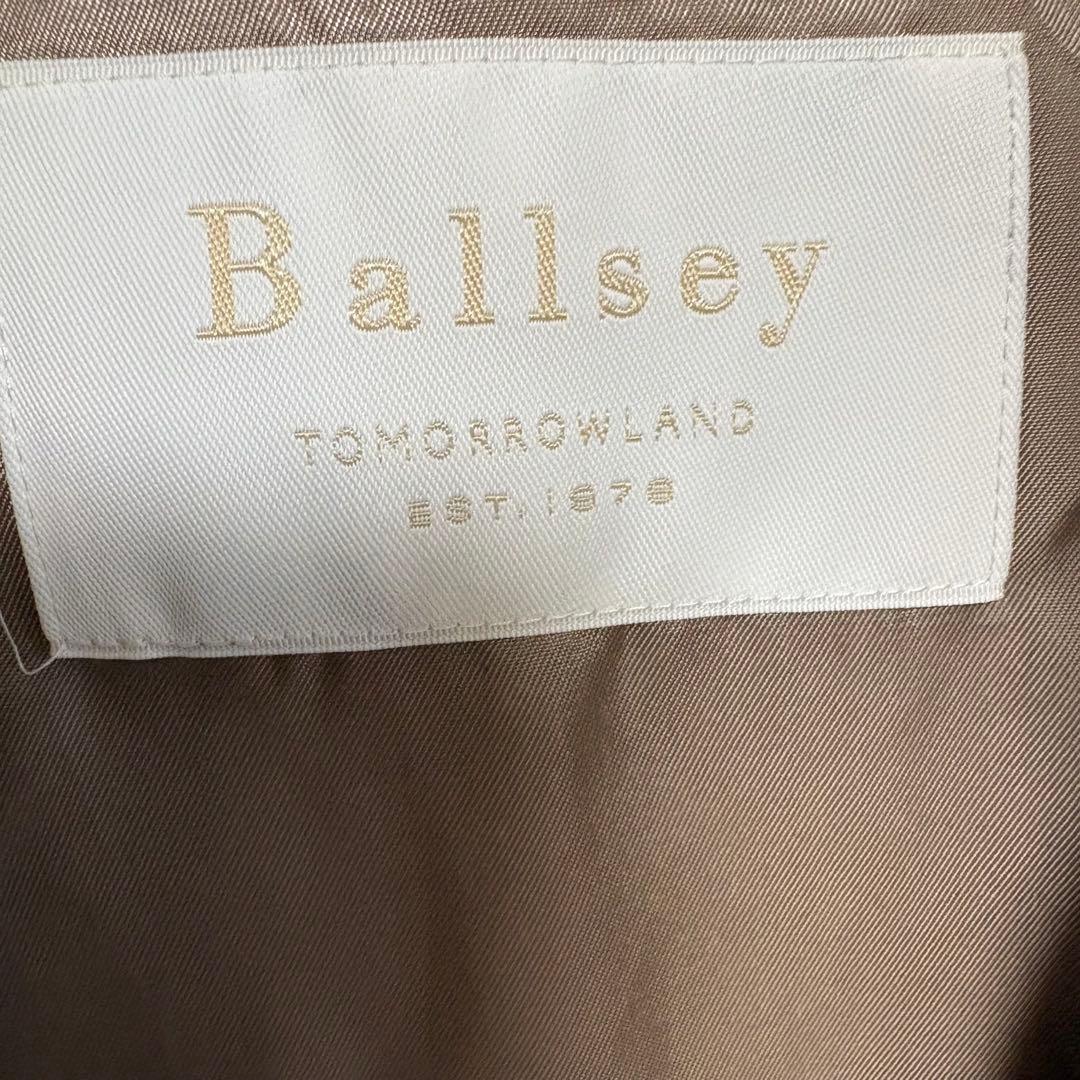 Ballsey
TOMORROWLAND
EST. 1978